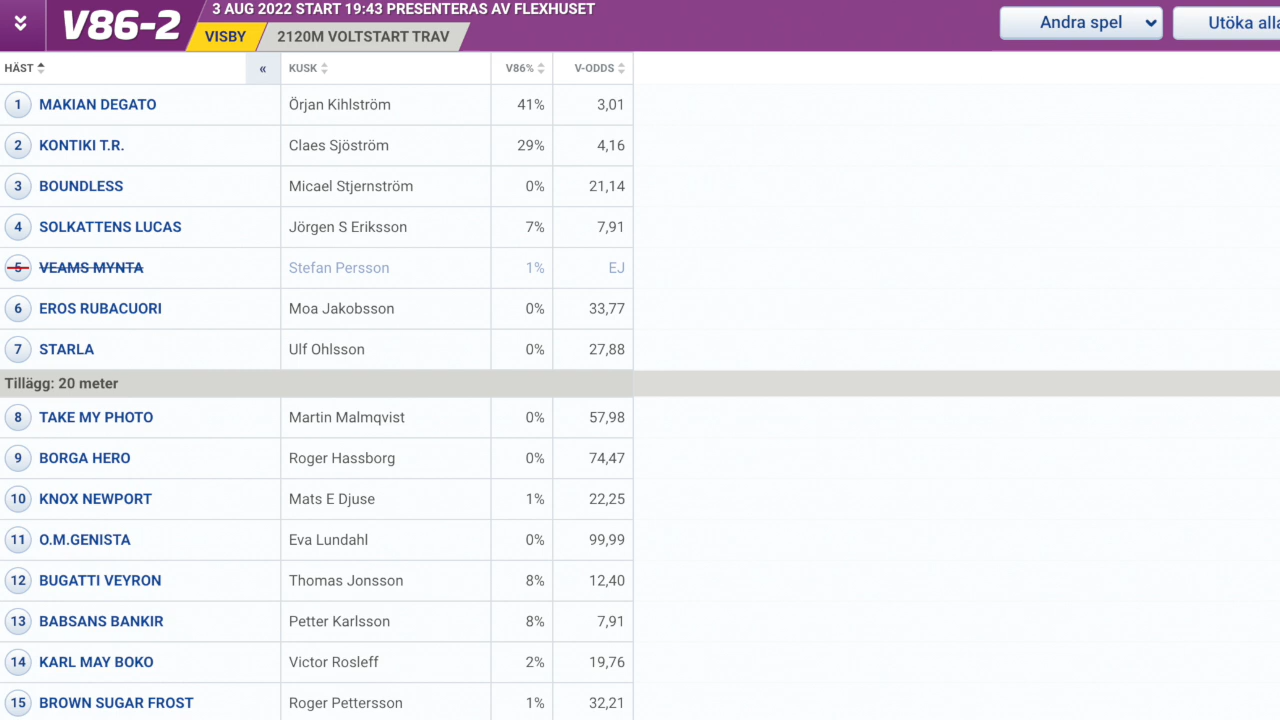 V86-2
3 AUG 2022 START 19:43 PRESENTERAS AV FLEXHUSET
VISBY 2120M VOLTSTART TRAV
Andra spel
Utöka
HÄST « KUSK V86% V-ODDS
1 MAKIAN DEGATO Örjan Kihlström 41% 3,01
2 KONTIKI T.R. Claes Sjöström 29% 4,16
3 BOUNDLESS Micael Stjernström 0% 21,14
4 SOLKATTENS LUCAS Jörgen S Eriksson 7% 7,91
5 VEAMS MYNTA Stefan Persson 1% EJ
6 EROS RUBACUORI Moa Jakobsson 0% 33,77
7 STARLA Ulf Ohlsson 0% 27,88
Tillägg: 20 meter
8 TAKE MY PHOTO Martin Malmqvist 0% 57,98
9 BORGA HERO Roger Hassborg 0% 74,47
10 KNOX NEWPORT Mats E Djuse 1% 22,25
11 O.M.GENISTA Eva Lundahl 0% 99,99
12 BUGATTI VEYRON Thomas Jonsson 8% 12,40
13 BABSANS BANKIR Petter Karlsson 8% 7,91
14 KARL MAY BOKO Victor Rosleff 2% 19,76
15 BROWN SUGAR FROST Roger Pettersson 1% 32,21